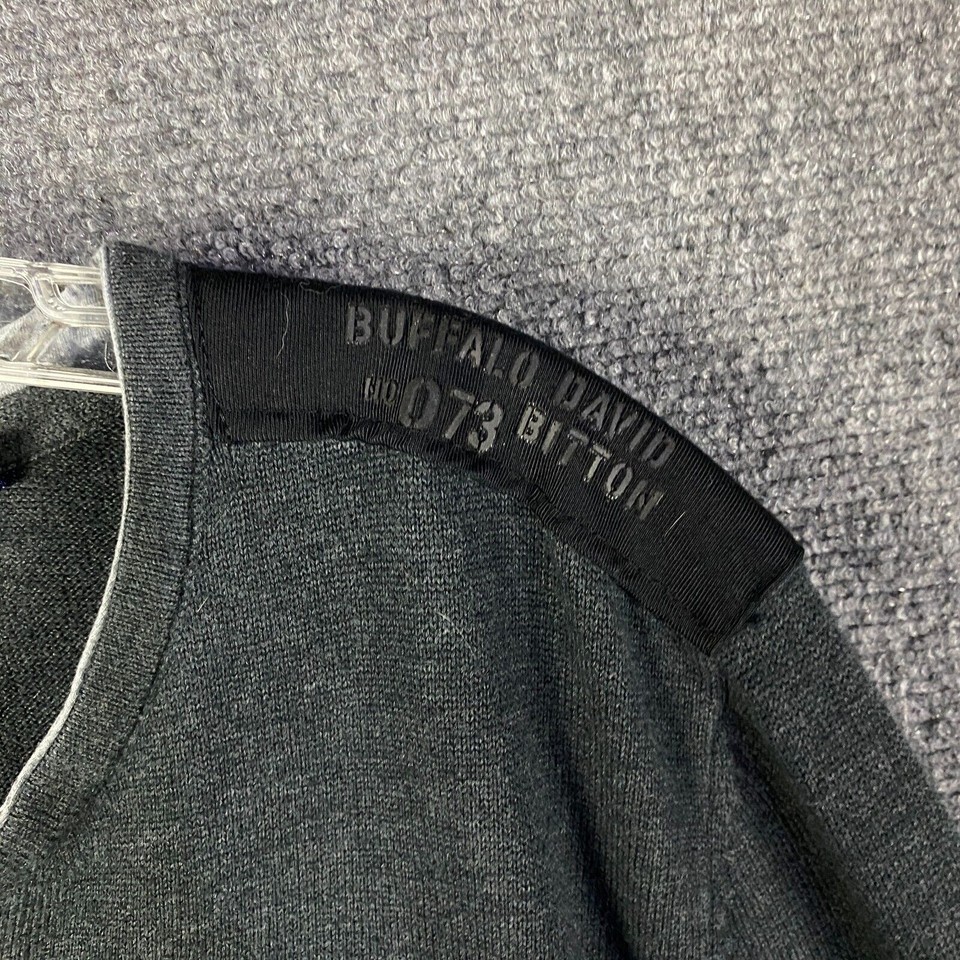 BUFFALO DAVID
NO 073 BITTON